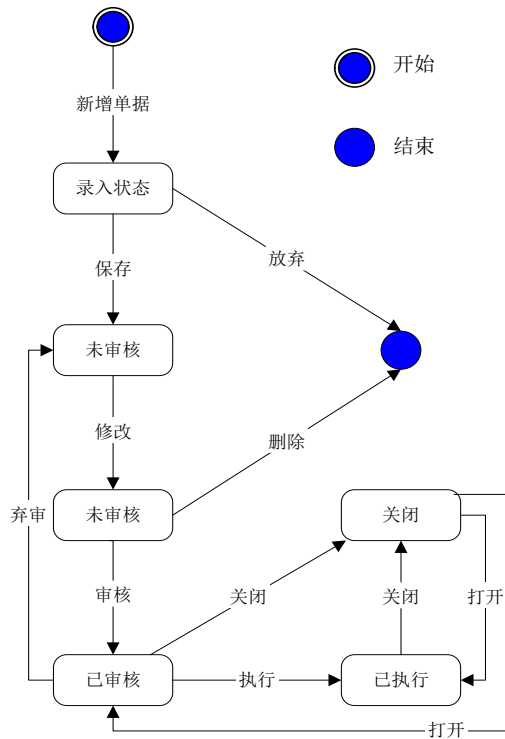 开始
新增单据
结束
录入状态
放弃
保存
未审核
修改
删除
弃审
未审核
关闭
审核
关闭
关闭
打开
已审核
执行
已执行
打开